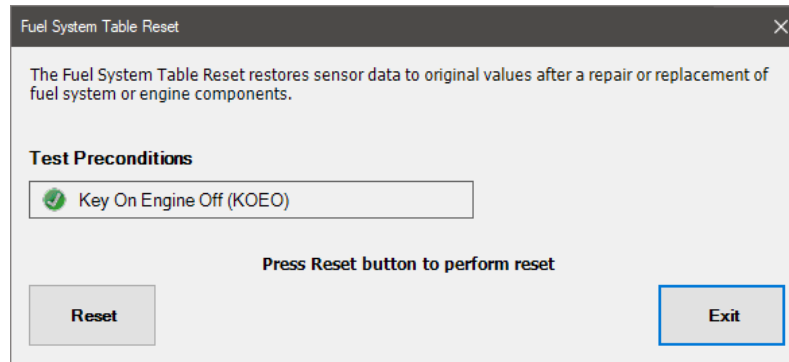 Fuel System Table Reset
The Fuel System Table Reset restores sensor data to original values after a repair or replacement of
fuel system or engine components.
Test Preconditions
Key On Engine Off (KOEO)
Press Reset button to perform reset
Reset
Exit